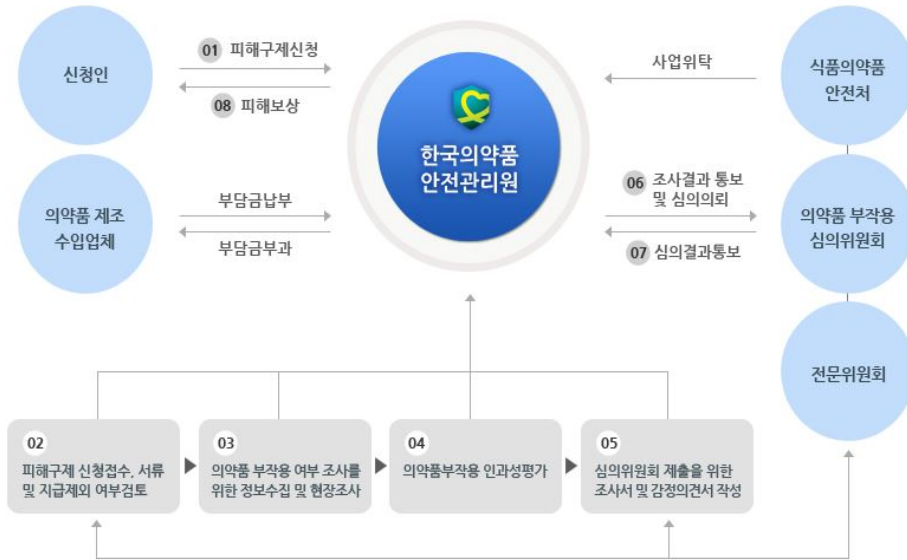 01 피해구제신청
신청인
08 피해보상
한국의약품
안전관리원
사업위탁
식품의약품
안전처
의약품 제조
수입업체
부담금납부
부담금부과
06 조사결과 통보
및 심의의뢰
07 심의결과통보
의약품 부작용
심의위원회
전문위원회
02
피해구제 신청접수, 서류
및 지급제외 여부검토
03
의약품 부작용 여부 조사를
위한 정보수집 및 현장조사
04
의약품부작용 인과성평가
05
심의위원회 제출을 위한
조사서 및 감정의견서 작성